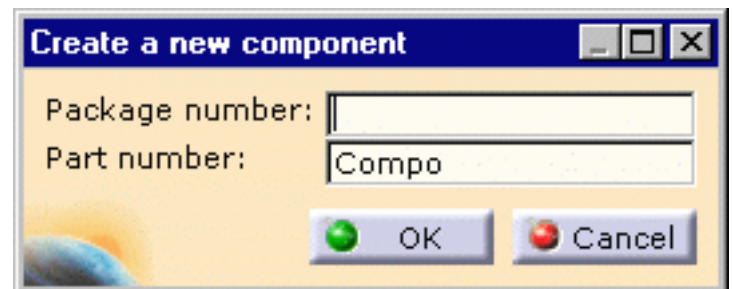 Create a new component
Package number:
Part number: Compo
OK Cancel